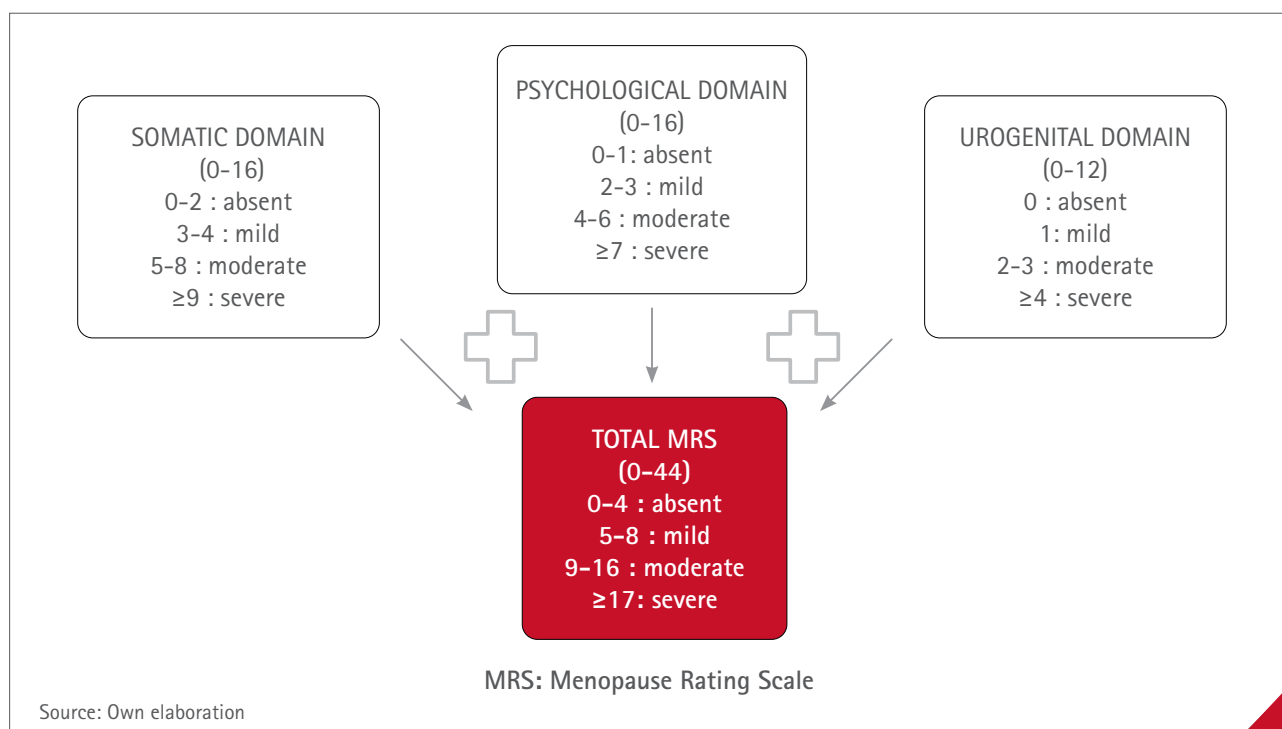 SOMATIC DOMAIN
(0-16)
0-2 : absent
3-4 : mild
5-8 : moderate
≥9 : severe
PSYCHOLOGICAL DOMAIN
(0-16)
0-1: absent
2-3 : mild
4-6 : moderate
≥7 : severe
UROGENITAL DOMAIN
(0-12)
0 : absent
1: mild
2-3 : moderate
≥4 : severe
TOTAL MRS
(0-44)
0-4 : absent
5-8 : mild
9-16 : moderate
≥17: severe
MRS: Menopause Rating Scale
Source: Own elaboration